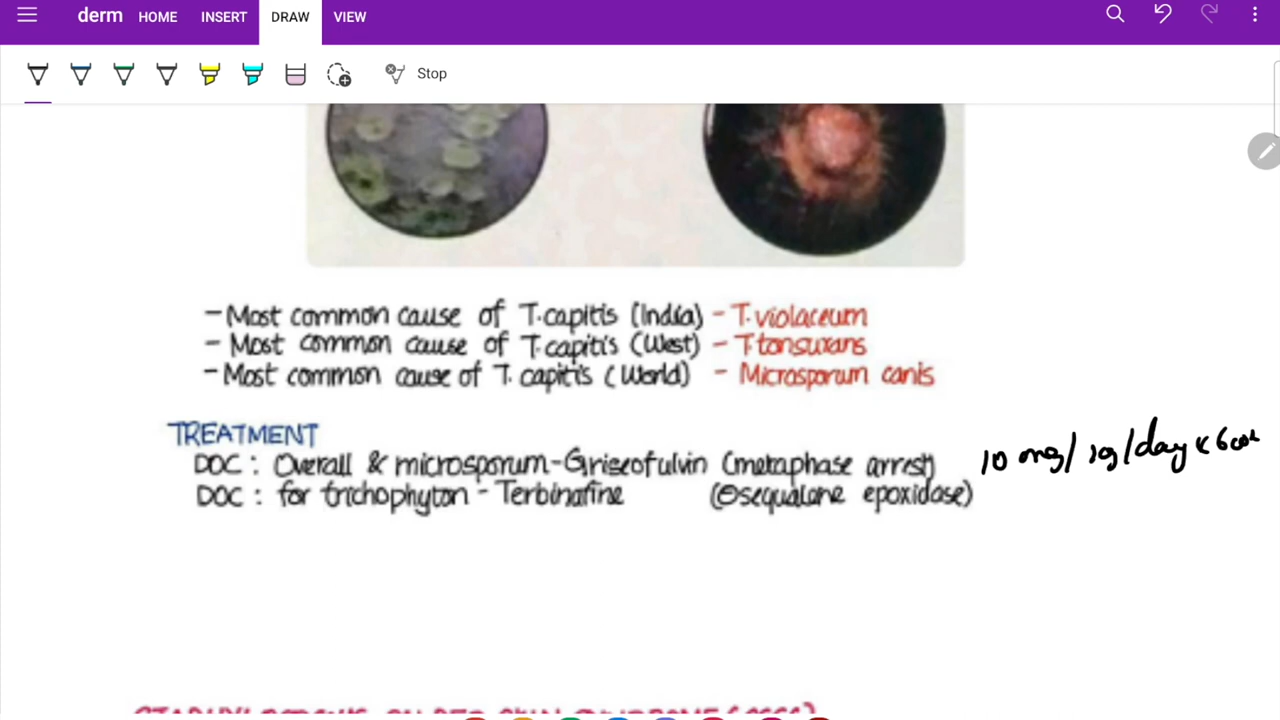 derm HOME INSERT DRAW VIEW
Stop
- Most common cause of T.capitis (India) - T.violaceum
- Most common cause of T.capitis (West) - T.tonsurans
- Most common cause of T.capitis (World) - Microsporum canis
TREATMENT
DOC : Overall & microsporum - Griseofulvin (metaphase arrest) 10 mg/ /day x 6
DOC : for trichophyton - Terbinafine (⊖sequalene epoxidase)